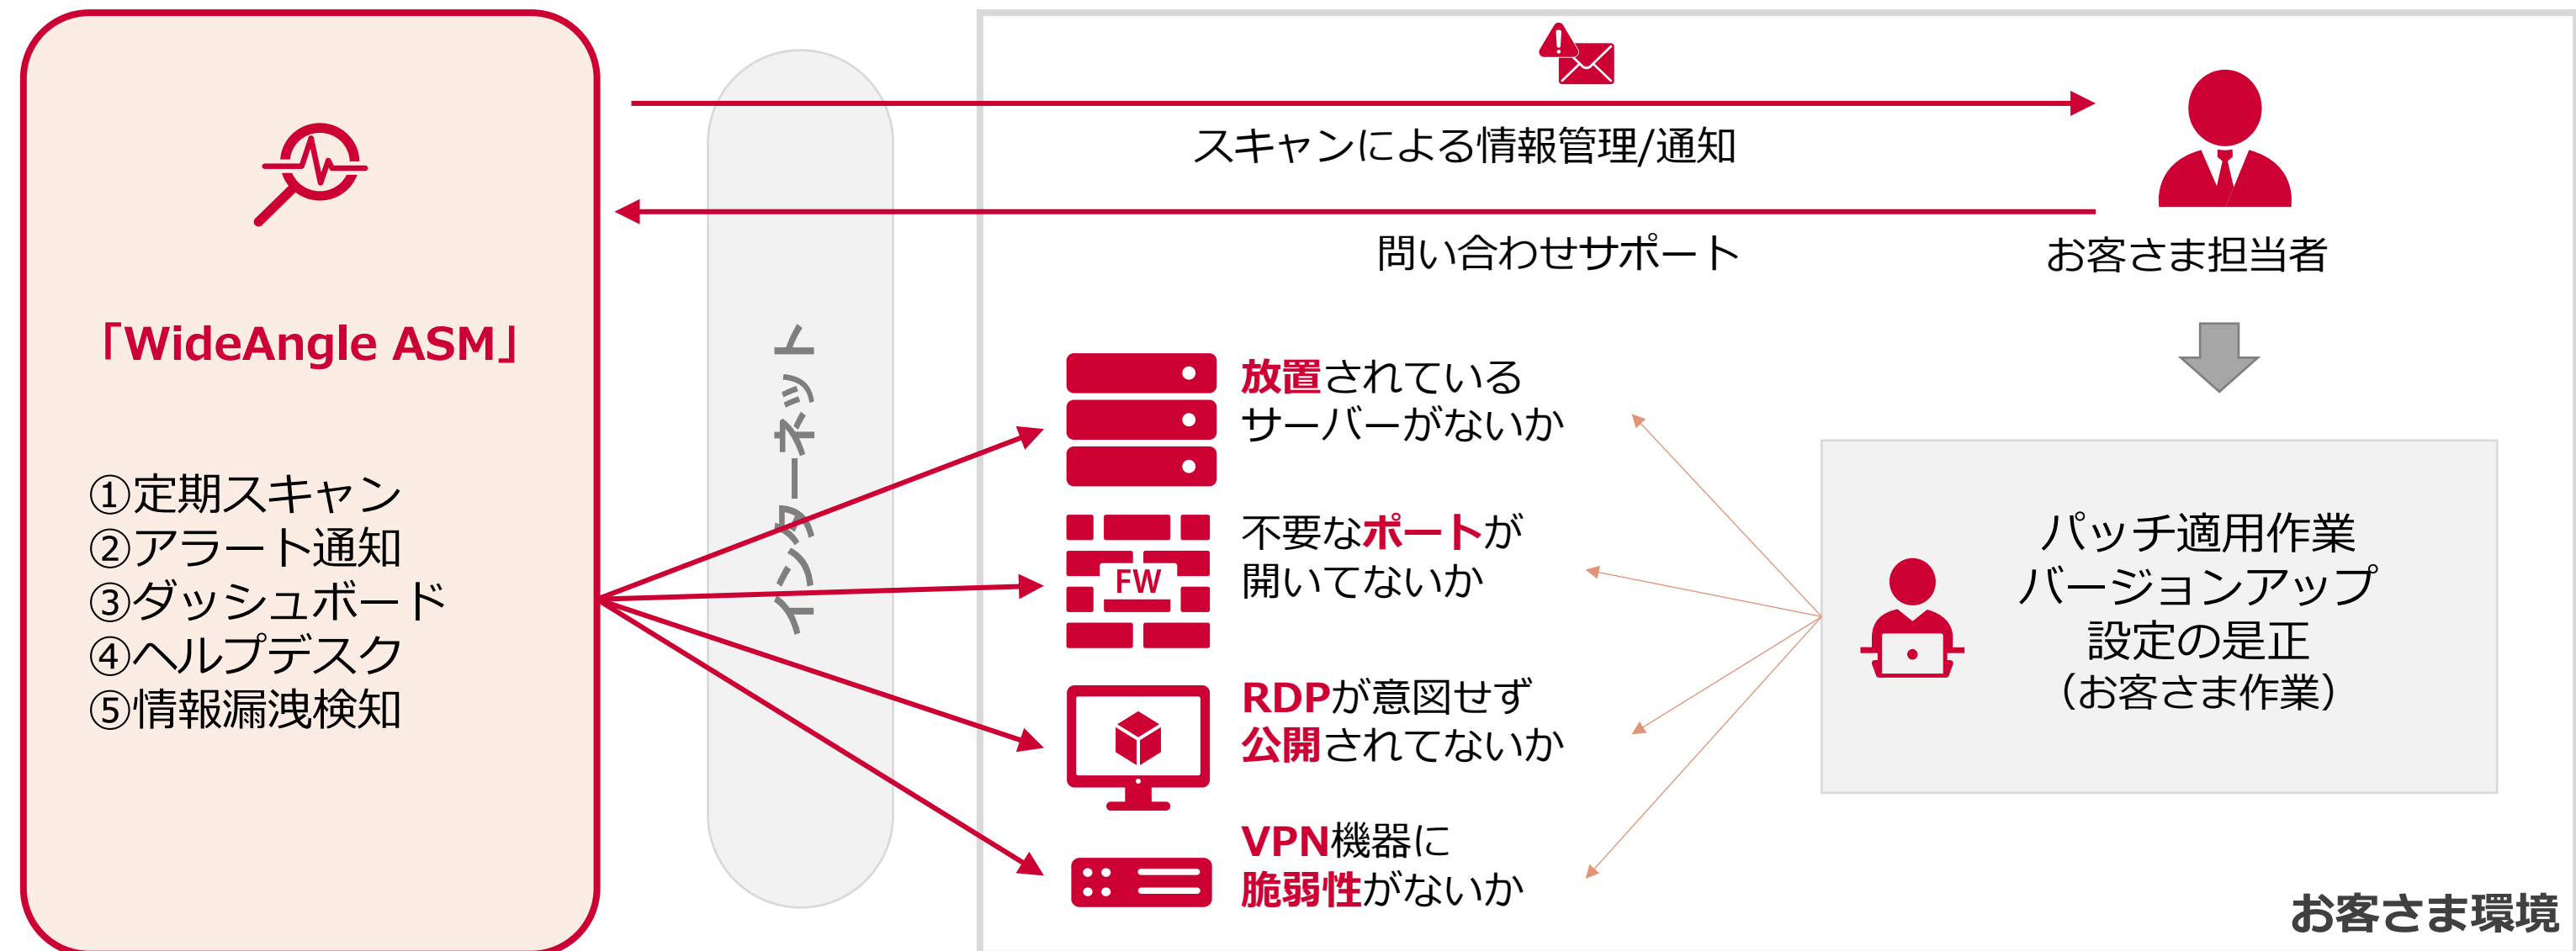 「WideAngle ASM」
①定期スキャン
②アラート通知
③ダッシュボード
④ヘルプデスク
⑤情報漏洩検知
インターネット
スキャンによる情報管理/通知
問い合わせサポート
お客さま担当者
放置されている
サーバーがないか
FW
不要なポートが
開いてないか
RDPが意図せず
公開されてないか
VPN機器に
脆弱性がないか
パッチ適用作業
バージョンアップ
設定の是正
（お客さま作業）
お客さま環境